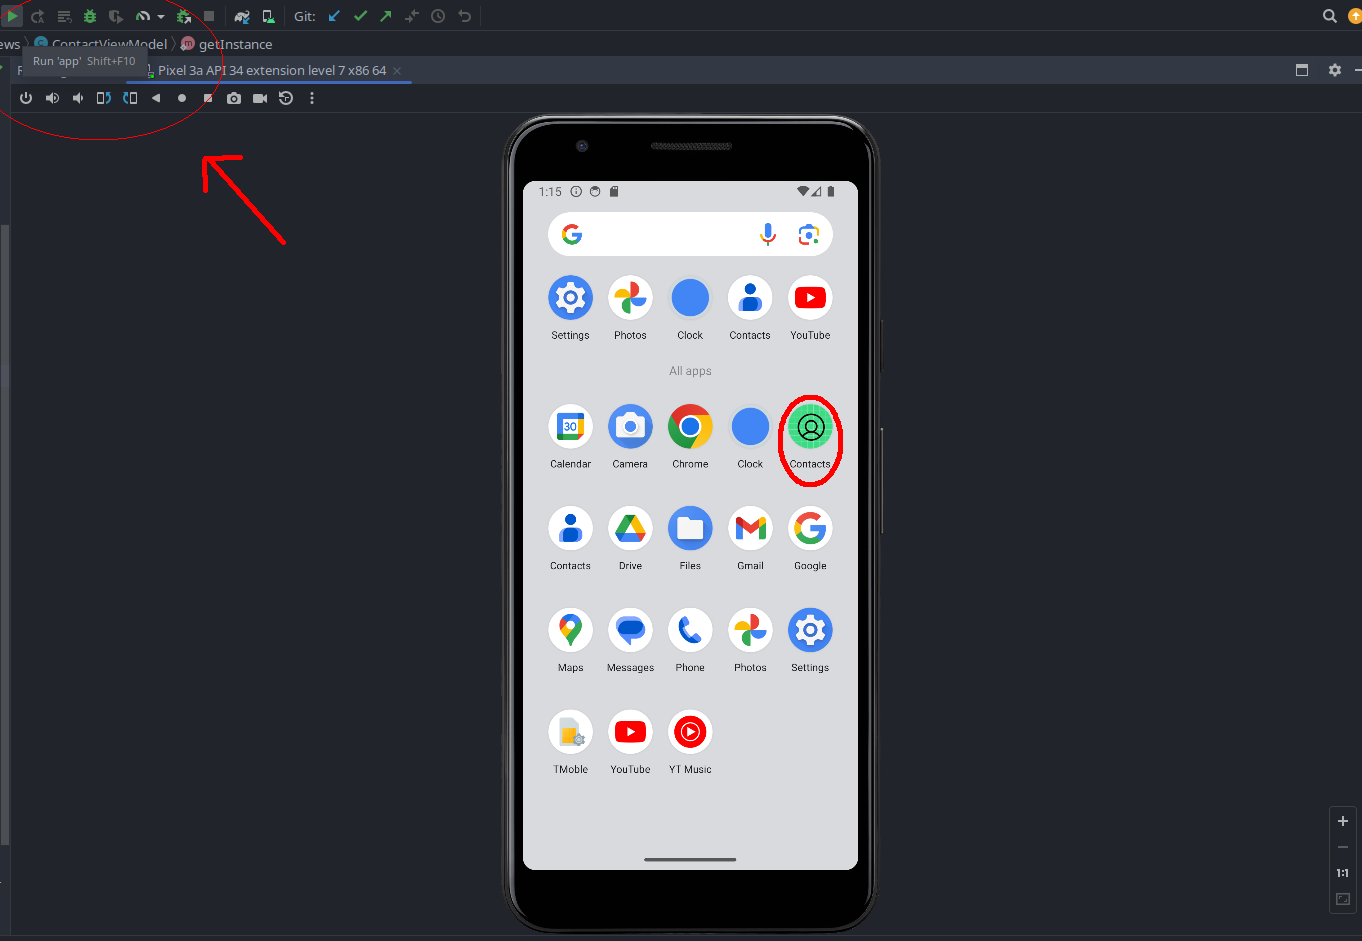 Git:
ews ContactViewModel getInstance
Run 'app' Shift+F10
Pixel 3a API 34 extension level 7 x86 64
1:15
Settings Photos Clock Contacts YouTube
All apps
30
Calendar Camera Chrome Clock Contacts
Contacts Drive Files Gmail Google
Maps Messages Phone Photos Settings
TMoble YouTube YT Music
1:1